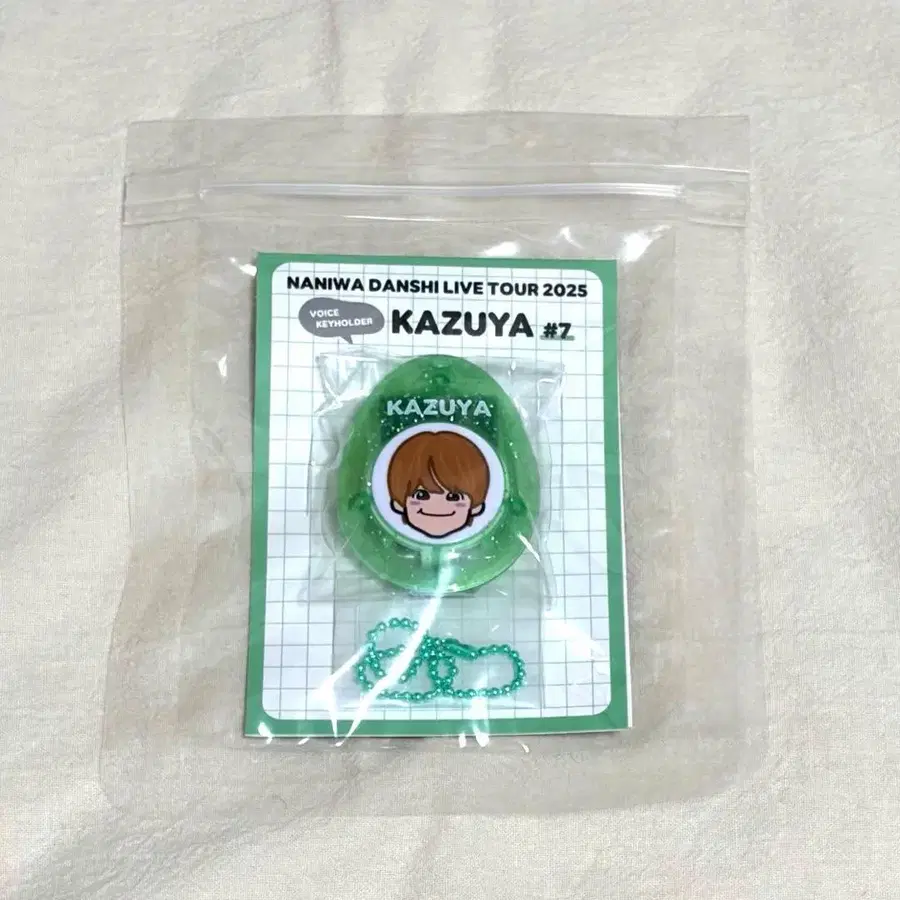 NANIWA DANSHI LIVE TOUR 2025
VOICE
KEYHOLDER
KAZUYA #7
KAZUYA